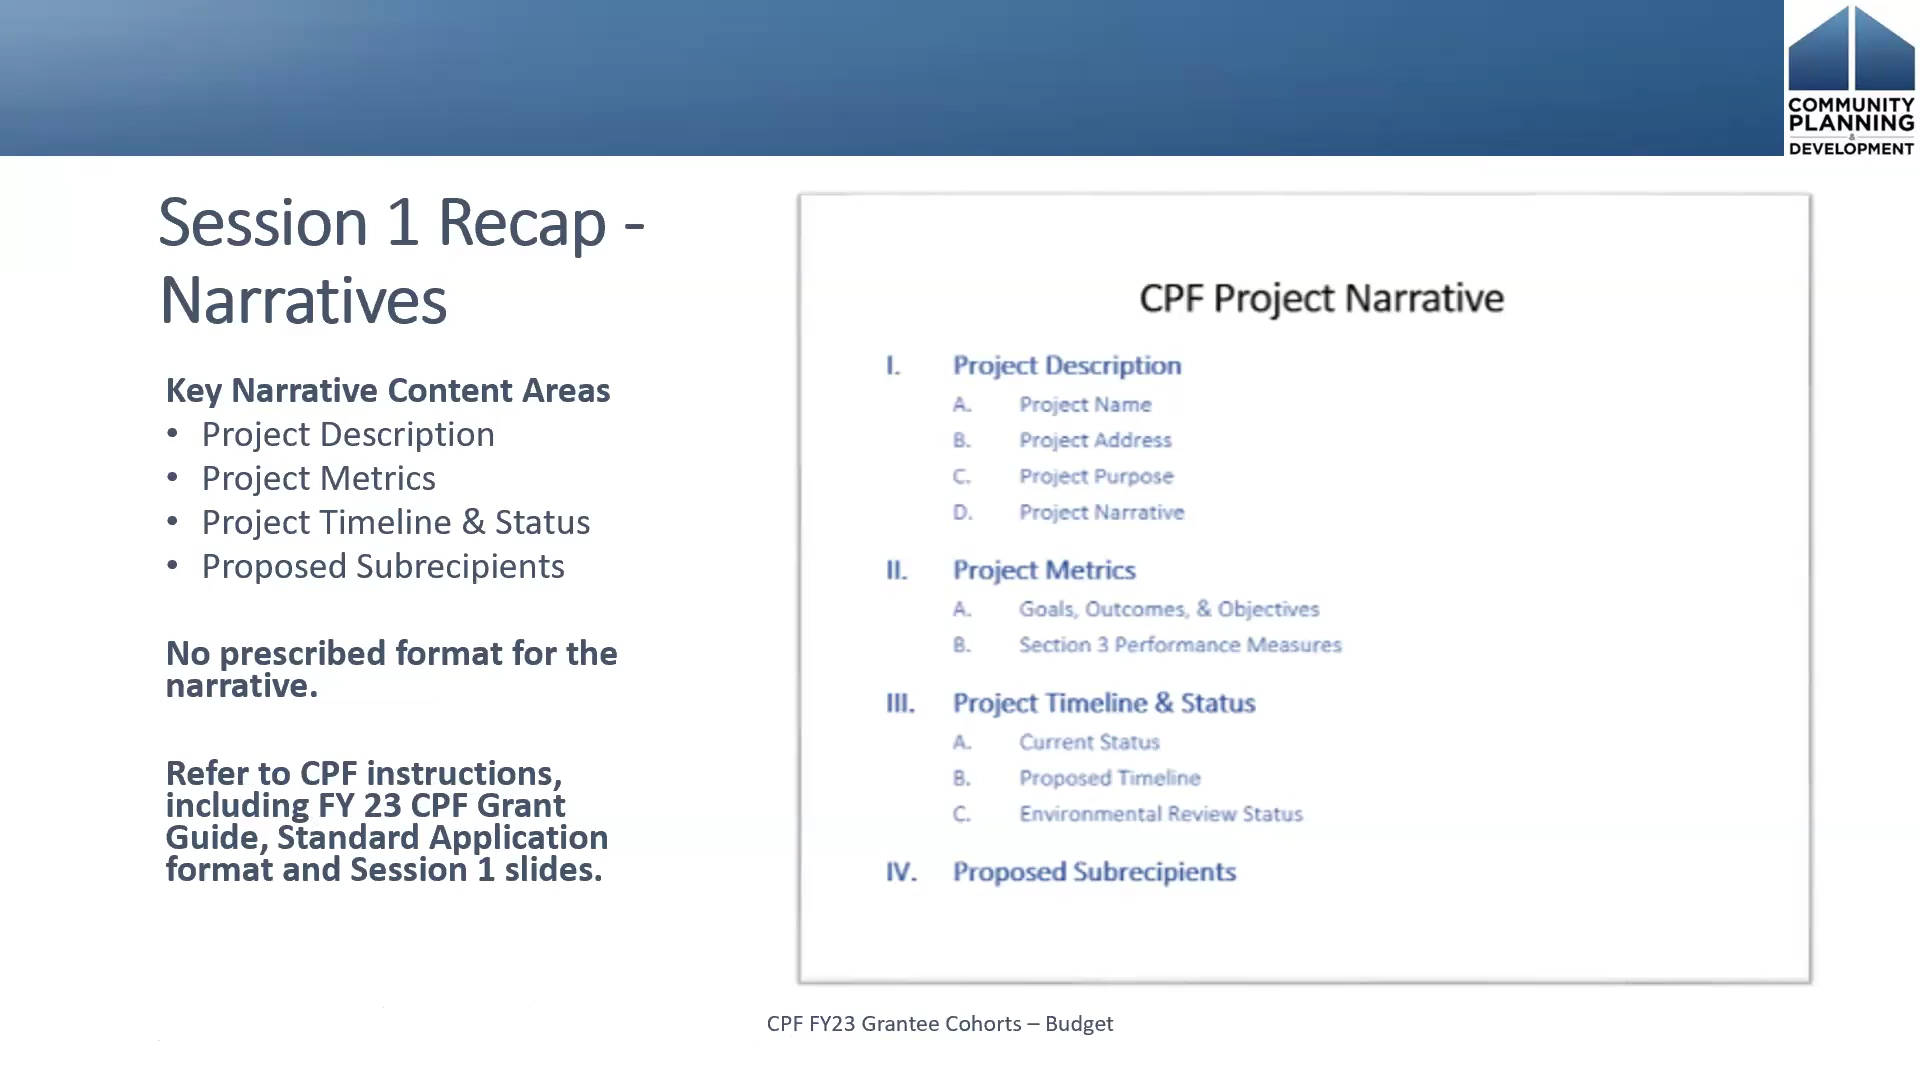 COMMUNITY
PLANNING
&
DEVELOPMENT
Session 1 Recap -
Narratives
Key Narrative Content Areas
• Project Description
• Project Metrics
• Project Timeline & Status
• Proposed Subrecipients
No prescribed format for the
narrative.
Refer to CPF instructions,
including FY 23 CPF Grant
Guide, Standard Application
format and Session 1 slides.
CPF Project Narrative
I. Project Description
A. Project Name
B. Project Address
C. Project Purpose
D. Project Narrative
II. Project Metrics
A. Goals, Outcomes, & Objectives
B. Section 3 Performance Measures
III. Project Timeline & Status
A. Current Status
B. Proposed Timeline
C. Environmental Review Status
IV. Proposed Subrecipients
CPF FY23 Grantee Cohorts – Budget